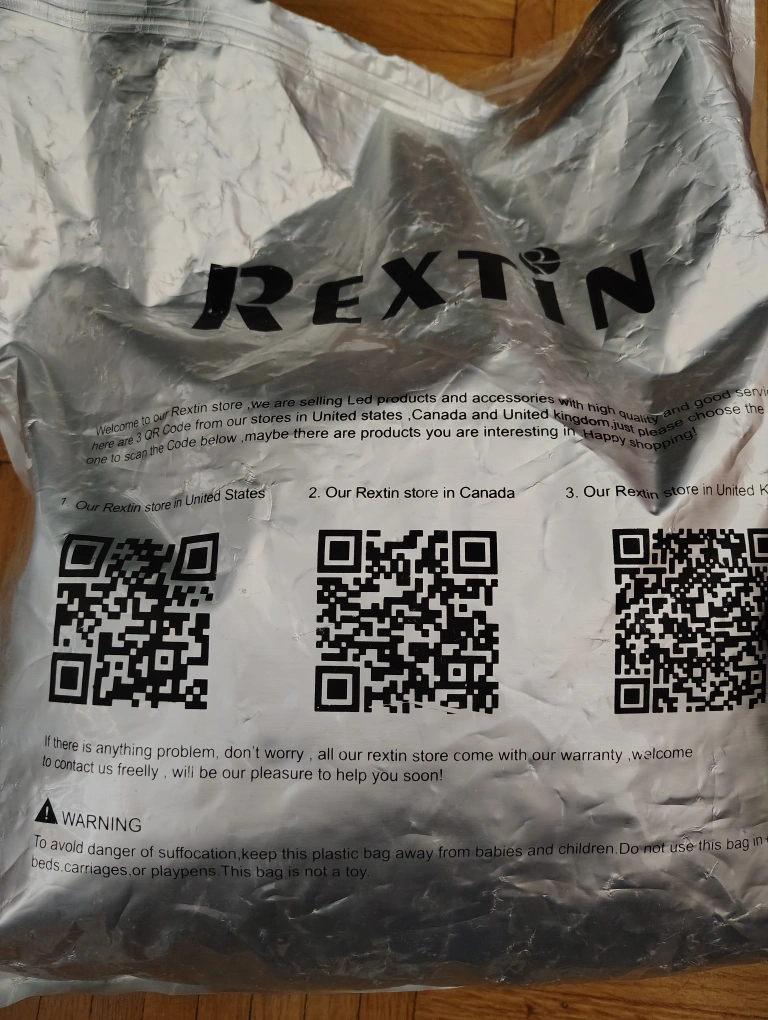 REXTIN
Welcome to our Rextin store ,we are selling Led products and accessories with high quality and good servi
here are 3 QR Code from our stores in United states ,Canada and United kingdom,just please choose the
one to scan the Code below ,maybe there are products you are interesting in, Happy shopping!
1. Our Rextin store in United States
2. Our Rextin store in Canada
3. Our Rextin store in United K
If there is anything problem, don't worry , all our rextin store come with our warranty ,welcome
to contact us freelly , will be our pleasure to help you soon!
WARNING
To avoid danger of suffocation,keep this plastic bag away from babies and children.Do not use this bag in
beds.carriages,or playpens This bag is not a toy.